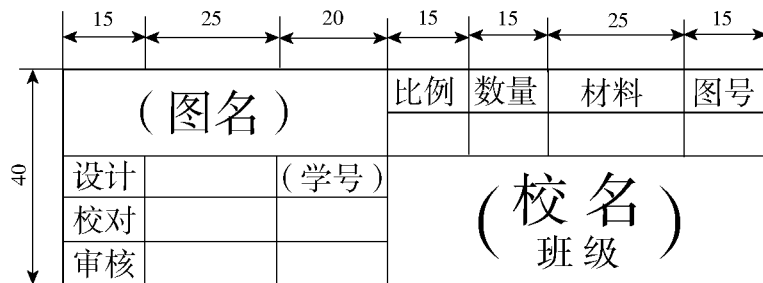 15 25 20 15 15 25 15
比例 数量 材料 图号
(图名)
40
设计 (学号)
校对
审核
(校名
班级)